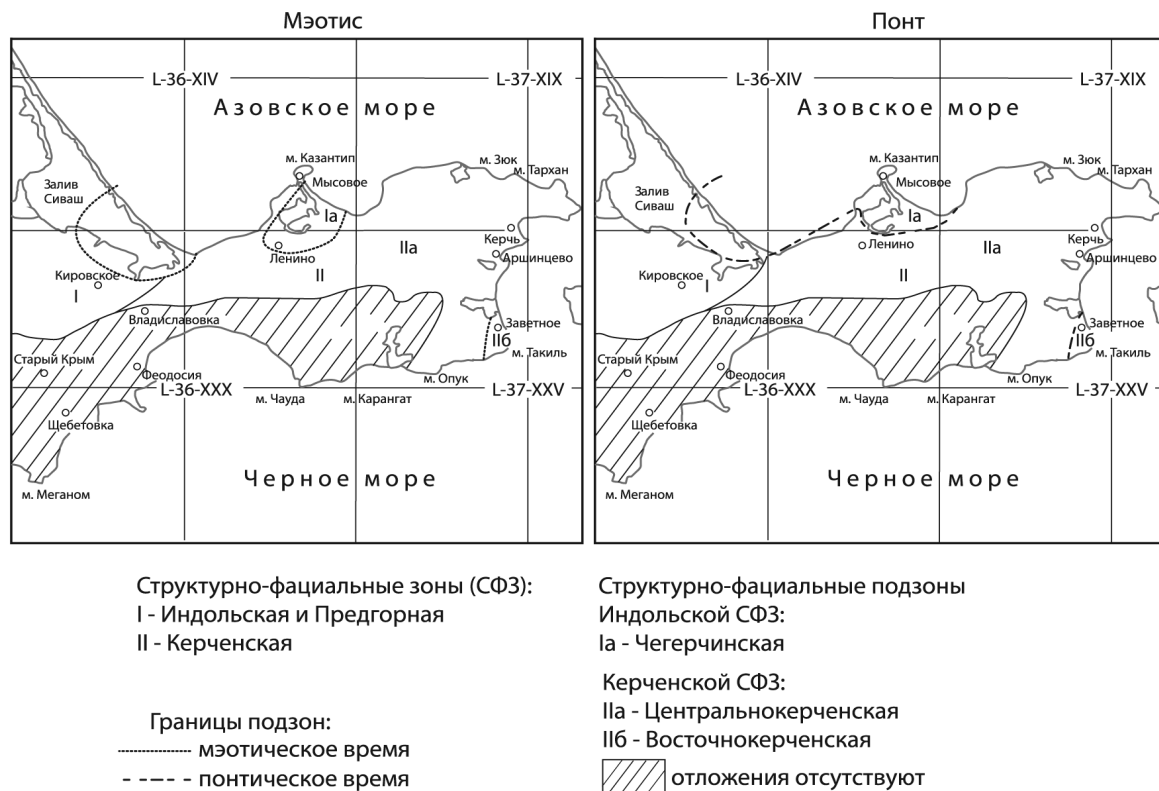 Мэотис
L-36-XIV
L-37-XIX
Азовское море
м. Казантип
Мысовое
м. Зюк
м. Тархан
Залив
Сиваш
Iа
Керчь
IIа
Ленино
Аршинцево
Кировское
I
II
Владиславовка
Заветное
IIб
м. Такиль
Старый Крым
Феодосия
м. Опук
L-36-XXX
L-37-XXV
м. Чауда
м. Карангат
Щебетовка
Черное море
м. Меганом
Понт
L-36-XIV
L-37-XIX
Азовское море
м. Казантип
Мысовое
м. Зюк
м. Тархан
Залив
Сиваш
Iа
Керчь
IIа
Ленино
Аршинцево
Кировское
I
II
Владиславовка
Заветное
IIб
м. Такиль
Старый Крым
Феодосия
м. Опук
L-36-XXX
L-37-XXV
м. Чауда
м. Карангат
Щебетовка
Черное море
м. Меганом
Структурно-фациальные зоны (СФЗ):
I - Индольская и Предгорная
II - Керченская
Границы подзон:
мэотическое время
понтическое время
Структурно-фациальные подзоны
Индольской СФЗ:
Iа - Чегерчинская
Керченской СФЗ:
IIа - Центральнокерченская
IIб - Восточнокерченская
отложения отсутствуют